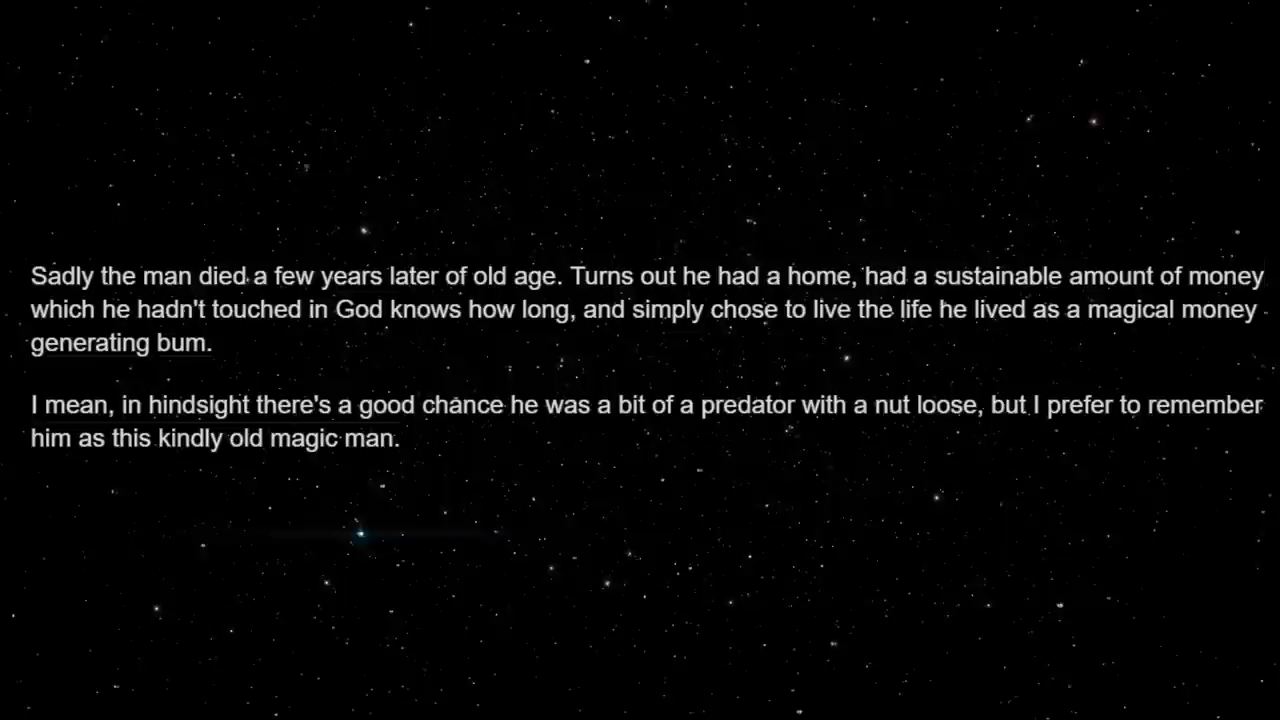 Sadly the man died a few years later of old age. Turns out he had a home, had a sustainable amount of money
which he hadn't touched in God knows how long, and simply chose to live the life he lived as a magical money
generating bum.
I mean, in hindsight there's a good chance he was a bit of a predator with a nut loose, but I prefer to remember
him as this kindly old magic man.